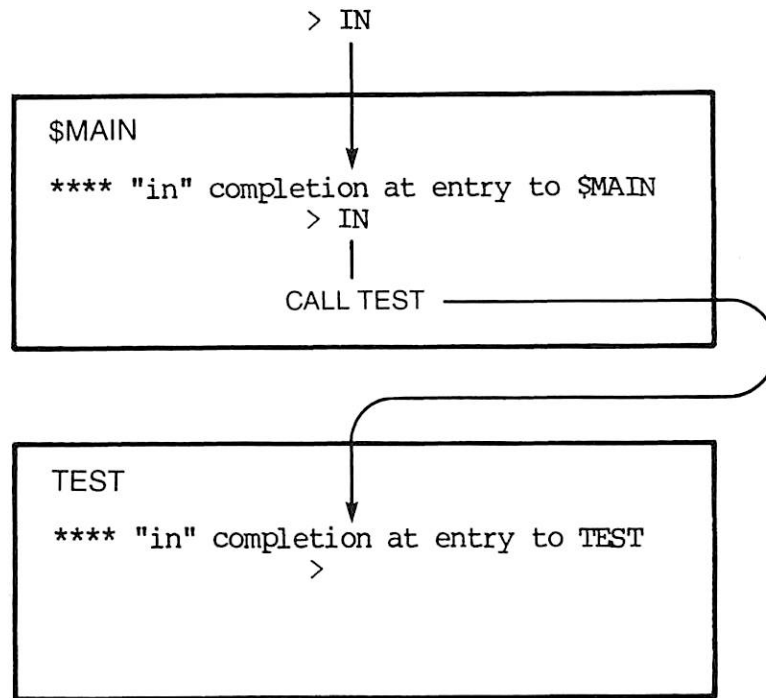 > IN
$MAIN
**** "in" completion at entry to $MAIN
> IN
CALL TEST
TEST
**** "in" completion at entry to TEST
>